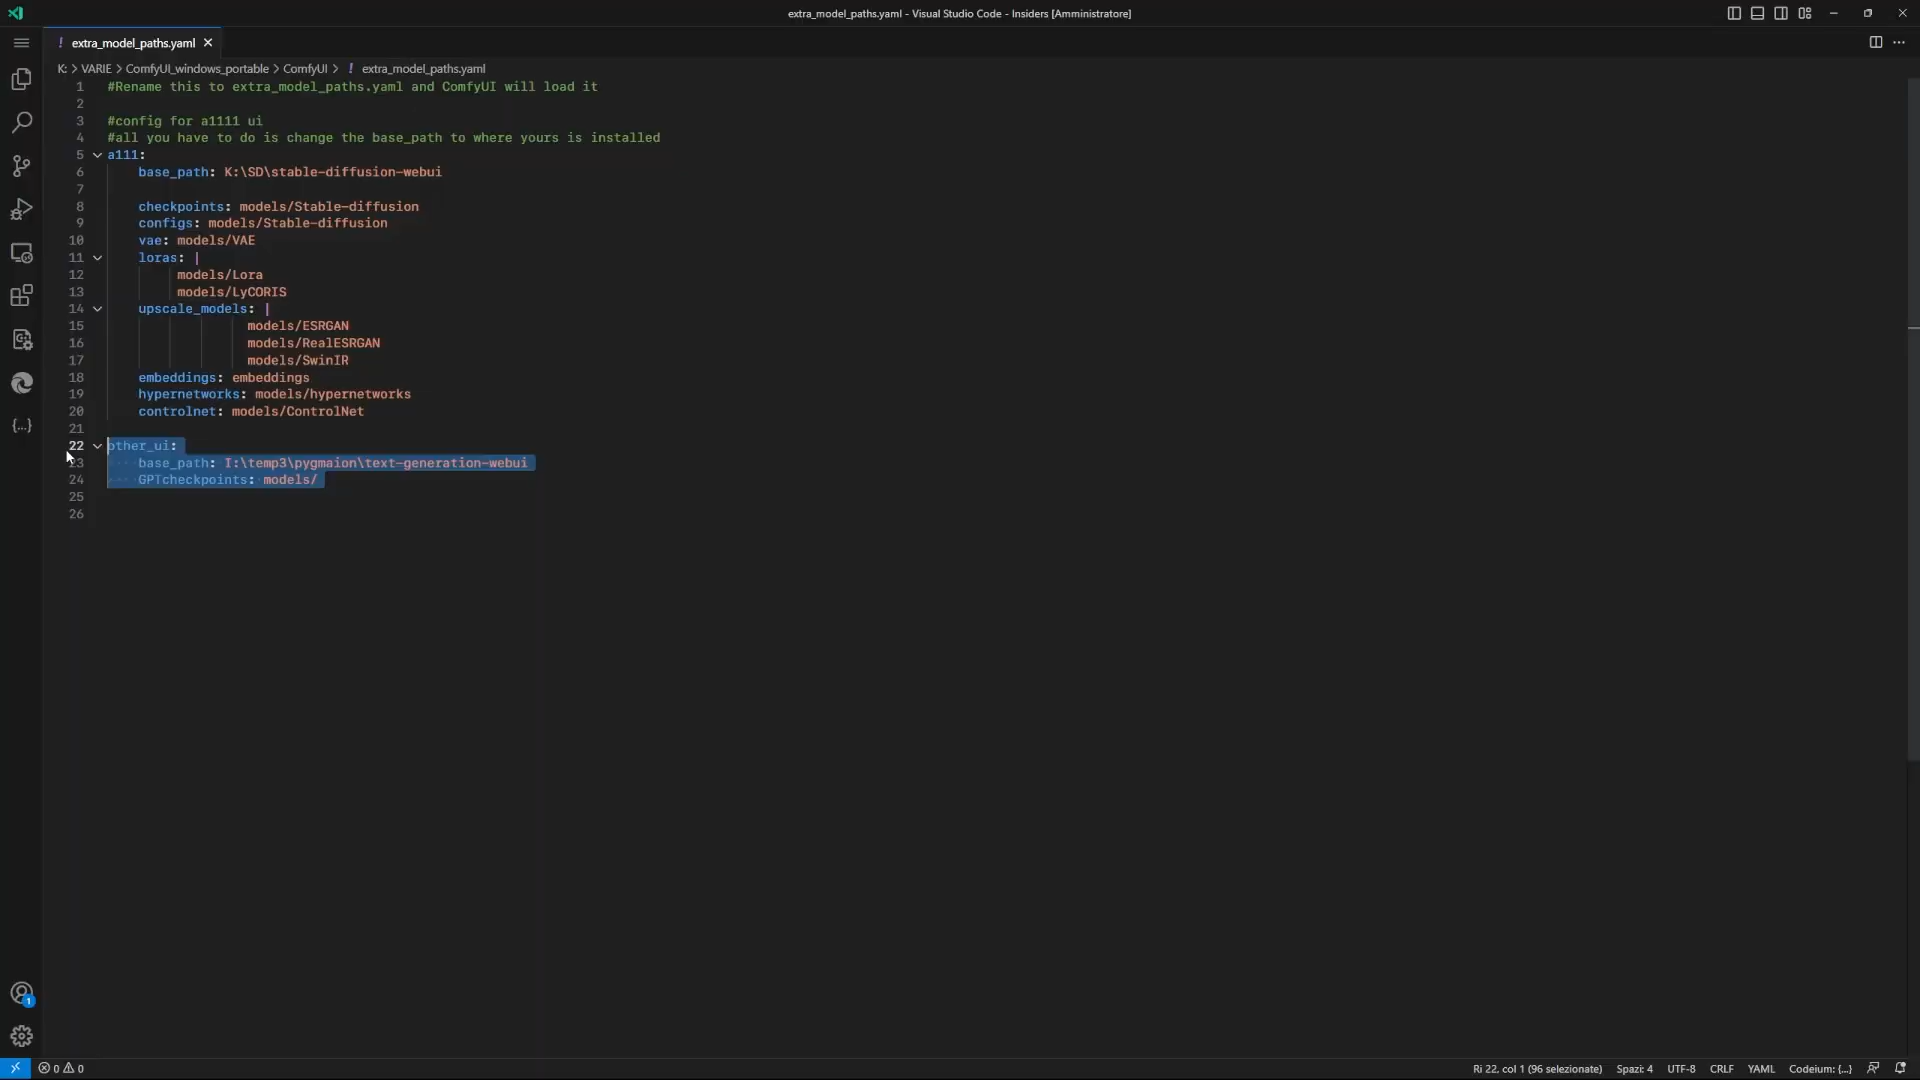 extra_model_paths.yaml - Visual Studio Code - Insiders [Amministratore]
! extra_model_paths.yaml
K: > VARIE > ComfyUI_windows_portable > ComfyUI > ! extra_model_paths.yaml
1 #Rename this to extra_model_paths.yaml and ComfyUI will load it
2
3 #config for a1111 ui
4 #all you have to do is change the base_path to where yours is installed
5 a111:
6 base_path: K:\SD\stable-diffusion-webui
7
8 checkpoints: models/Stable-diffusion
9 configs: models/Stable-diffusion
10 vae: models/VAE
11 loras: |
12 models/Lora
13 models/LyCORIS
14 upscale_models: |
15 models/ESRGAN
16 models/RealESRGAN
17 models/SwinIR
18 embeddings: embeddings
19 hypernetworks: models/hypernetworks
20 controlnet: models/ControlNet
21
22 other_ui:
23 base_path: I:\temp3\pygmaion\text-generation-webui
24 GPTcheckpoints: models/
25
26
1
0 0 Ri 22, col 1 (96 selezionate) Spazi: 4 UTF-8 CRLF YAML Codeium: {...}